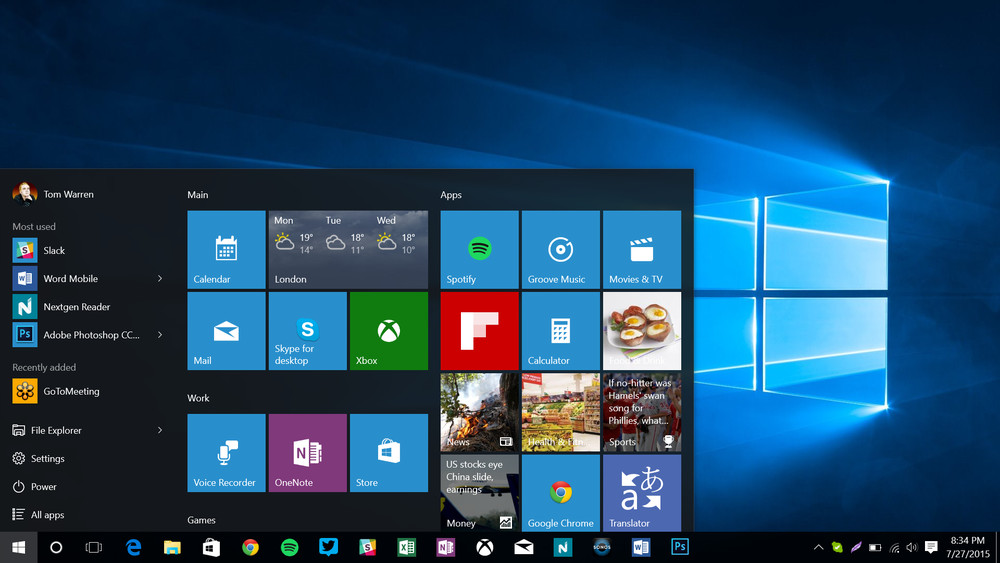 Tom Warren
Most used
Slack
Word Mobile
Nextgen Reader
Adobe Photoshop CC...
Recently added
GoToMeeting
File Explorer
Settings
Power
All apps
Main
Calendar
Mon Tue Wed
19° 18° 18°
14° 11° 10°
London
Mail
Skype for
desktop
Xbox
Work
Voice Recorder
OneNote
Store
Games
Apps
Spotify
Groove Music
Movies & TV
Calculator
News
Health & Fitn
If no-hitter was
Hamels' swan
song for
Phillies, what...
Sports
US stocks eye
China slide,
earnings
Money
Google Chrome
Translator
SONOS
8:34 PM
7/27/2015